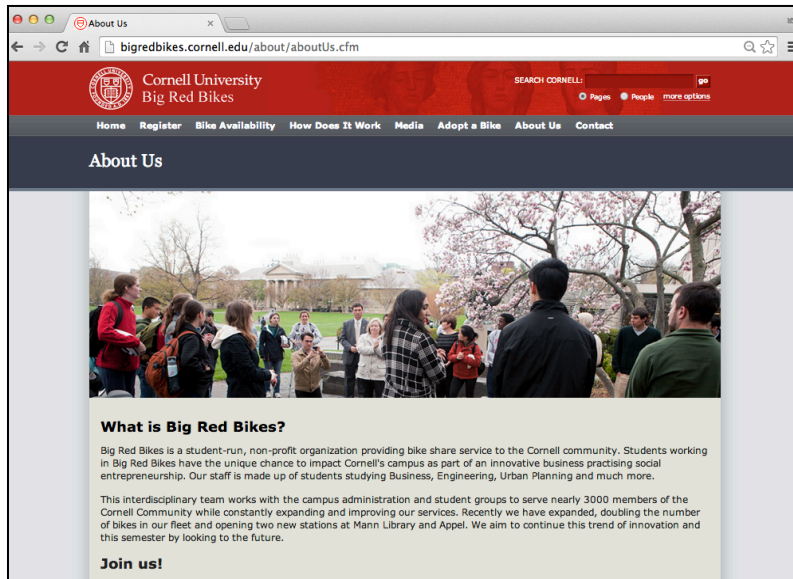 About Us
bigredbikes.cornell.edu/about/aboutUs.cfm
Cornell University
Big Red Bikes
SEARCH CORNELL:
go
Pages People more options
Home Register Bike Availability How Does It Work Media Adopt a Bike About Us Contact
About Us
What is Big Red Bikes?
Big Red Bikes is a student-run, non-profit organization providing bike share service to the Cornell community. Students working
in Big Red Bikes have the unique chance to impact Cornell's campus as part of an innovative business practising social
entrepreneurship. Our staff is made up of students studying Business, Engineering, Urban Planning and much more.
This interdisciplinary team works with the campus administration and student groups to serve nearly 3000 members of the
Cornell Community while constantly expanding and improving our services. Recently we have expanded, doubling the number
of bikes in our fleet and opening two new stations at Mann Library and Appel. We aim to continue this trend of innovation and
this semester by looking to the future.
Join us!